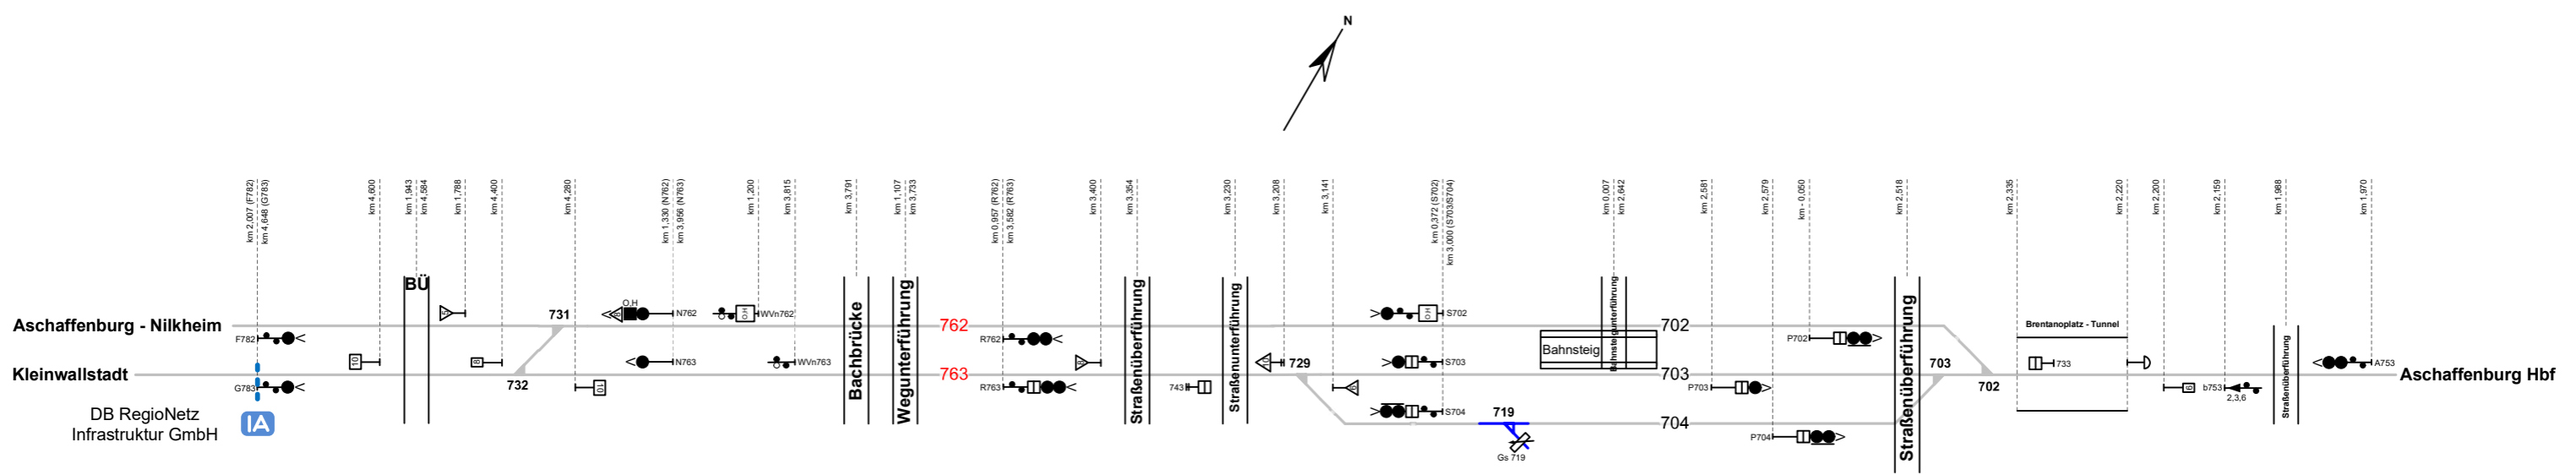 N
km 2,007 (F782)
km 4,648 (G783)
km 4,600
km 1,943
km 4,584
km 1,788
km 4,400
km 4,280
km 1,330 (N762)
km 3,956 (N763)
km 1,200
km 3,815
km 3,791
km 1,107
km 3,733
km 0,957 (R762)
km 3,582 (R763)
km 3,400
km 3,354
km 3,230
km 3,208
km 3,141
km 0,372 (S702)
km 3,000 (S703/S704)
km 0,007
km 2,642
km 2,581
km 2,579
km - 0,050
km 2,518
km 2,335
km 2,220
km 2,200
km 2,159
km 1,988
km 1,970
BÜ
Bachbrücke
Wegunterführung
Straßenüberführung
Straßenunterführung
Bahnsteigunterführung
Straßenüberführung
Straßenüberführung
O,H
N762
O,H
WVn762
O,H
S702
731
Aschaffenburg - Nilkheim
762
702
Brentanoplatz - Tunnel
F782
R762
P702
10
8
N763
WVn763
729
S703
Bahnsteig
703
733
A753
Kleinwallstadt
763
703
702
Aschaffenburg Hbf
G783
732
10
R763
743
P703
6
b753
2,3,6
DB RegioNetz
Infrastruktur GmbH
IA
S704
719
704
P704
Gs 719